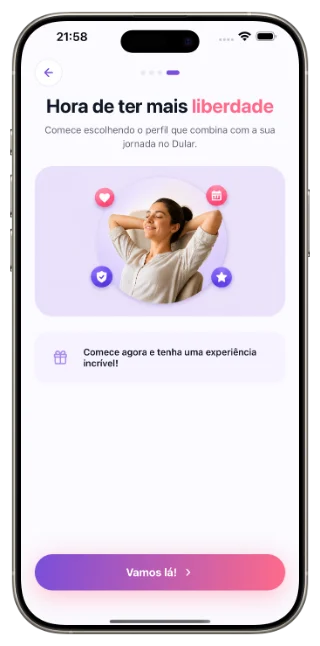 21:58
Hora de ter mais liberdade
Comece escolhendo o perfil que combina com a sua
jornada no Dular.
Comece agora e tenha uma experiência
incrível!
Vamos lá!